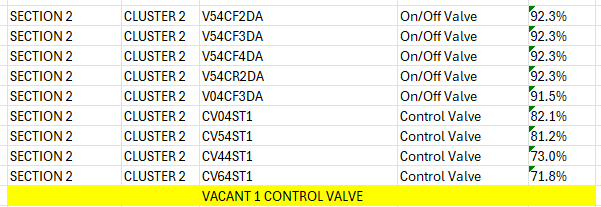 SECTION 2 CLUSTER 2 V54CF2DA On/Off Valve 92.3%
SECTION 2 CLUSTER 2 V54CF3DA On/Off Valve 92.3%
SECTION 2 CLUSTER 2 V54CF4DA On/Off Valve 92.3%
SECTION 2 CLUSTER 2 V54CR2DA On/Off Valve 92.3%
SECTION 2 CLUSTER 2 V04CF3DA On/Off Valve 91.5%
SECTION 2 CLUSTER 2 CV04ST1 Control Valve 82.1%
SECTION 2 CLUSTER 2 CV54ST1 Control Valve 81.2%
SECTION 2 CLUSTER 2 CV44ST1 Control Valve 73.0%
SECTION 2 CLUSTER 2 CV64ST1 Control Valve 71.8%
VACANT 1 CONTROL VALVE